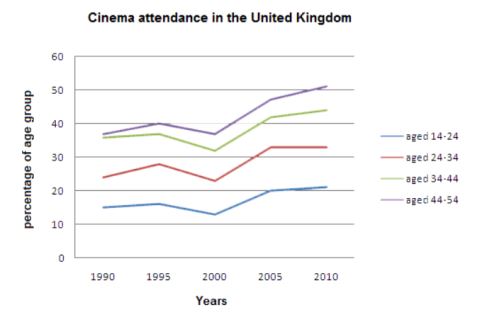 Cinema attendance in the United Kingdom
percentage of age group
60
50
40
30
20
10
0
1990 1995 2000 2005 2010
Years
aged 14-24
aged 24-34
aged 34-44
aged 44-54